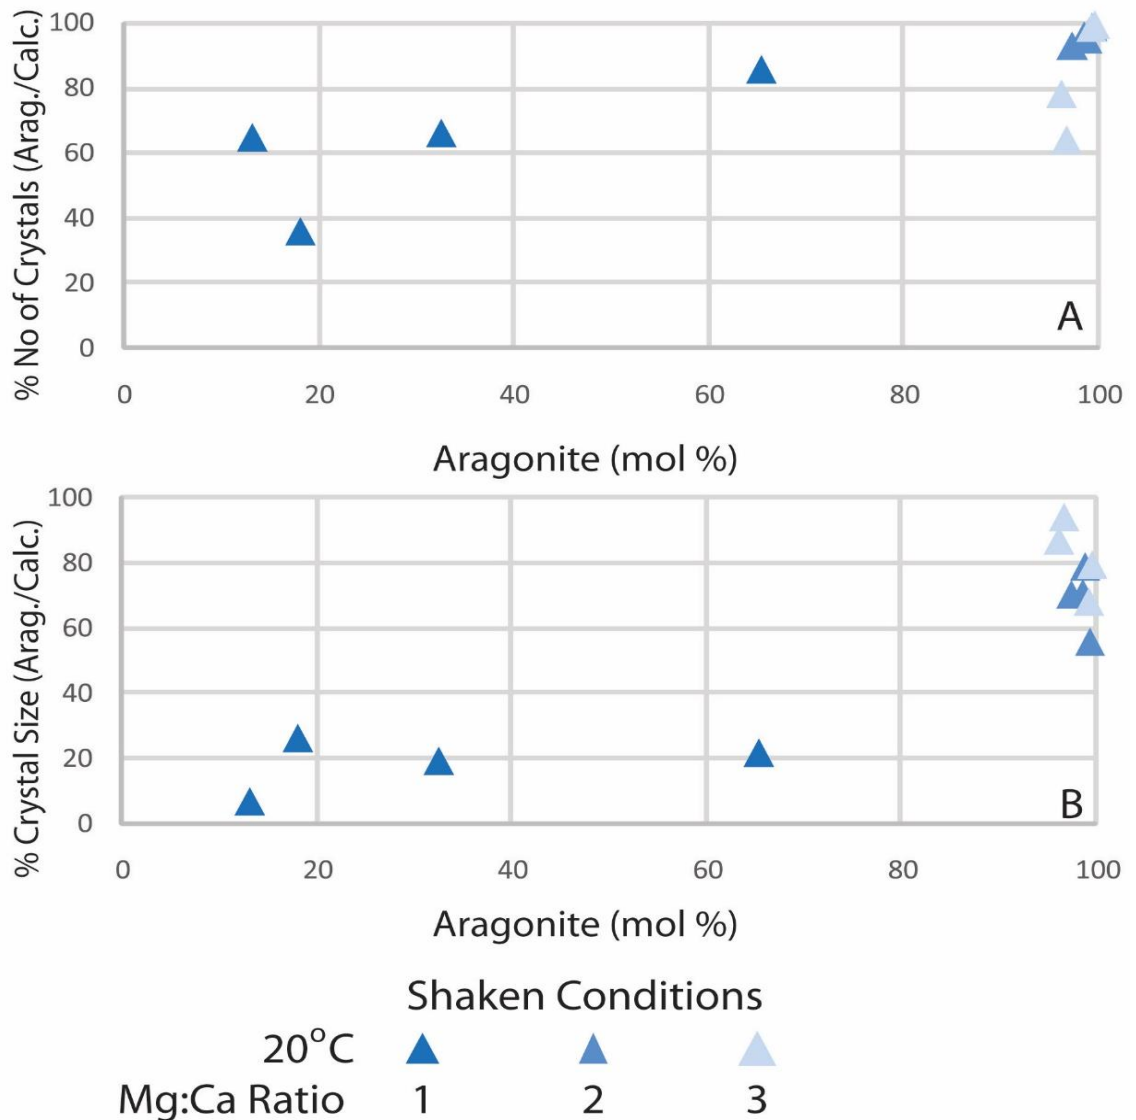 % No of Crystals (Arag./Calc.)
100
80
60
40
20
0
A
0 20 40 60 80 100
Aragonite (mol %)
% Crystal Size (Arag./Calc.)
100
80
60
40
20
0
B
0 20 40 60 80 100
Aragonite (mol %)
Shaken Conditions
20°C
Mg:Ca Ratio 1 2 3